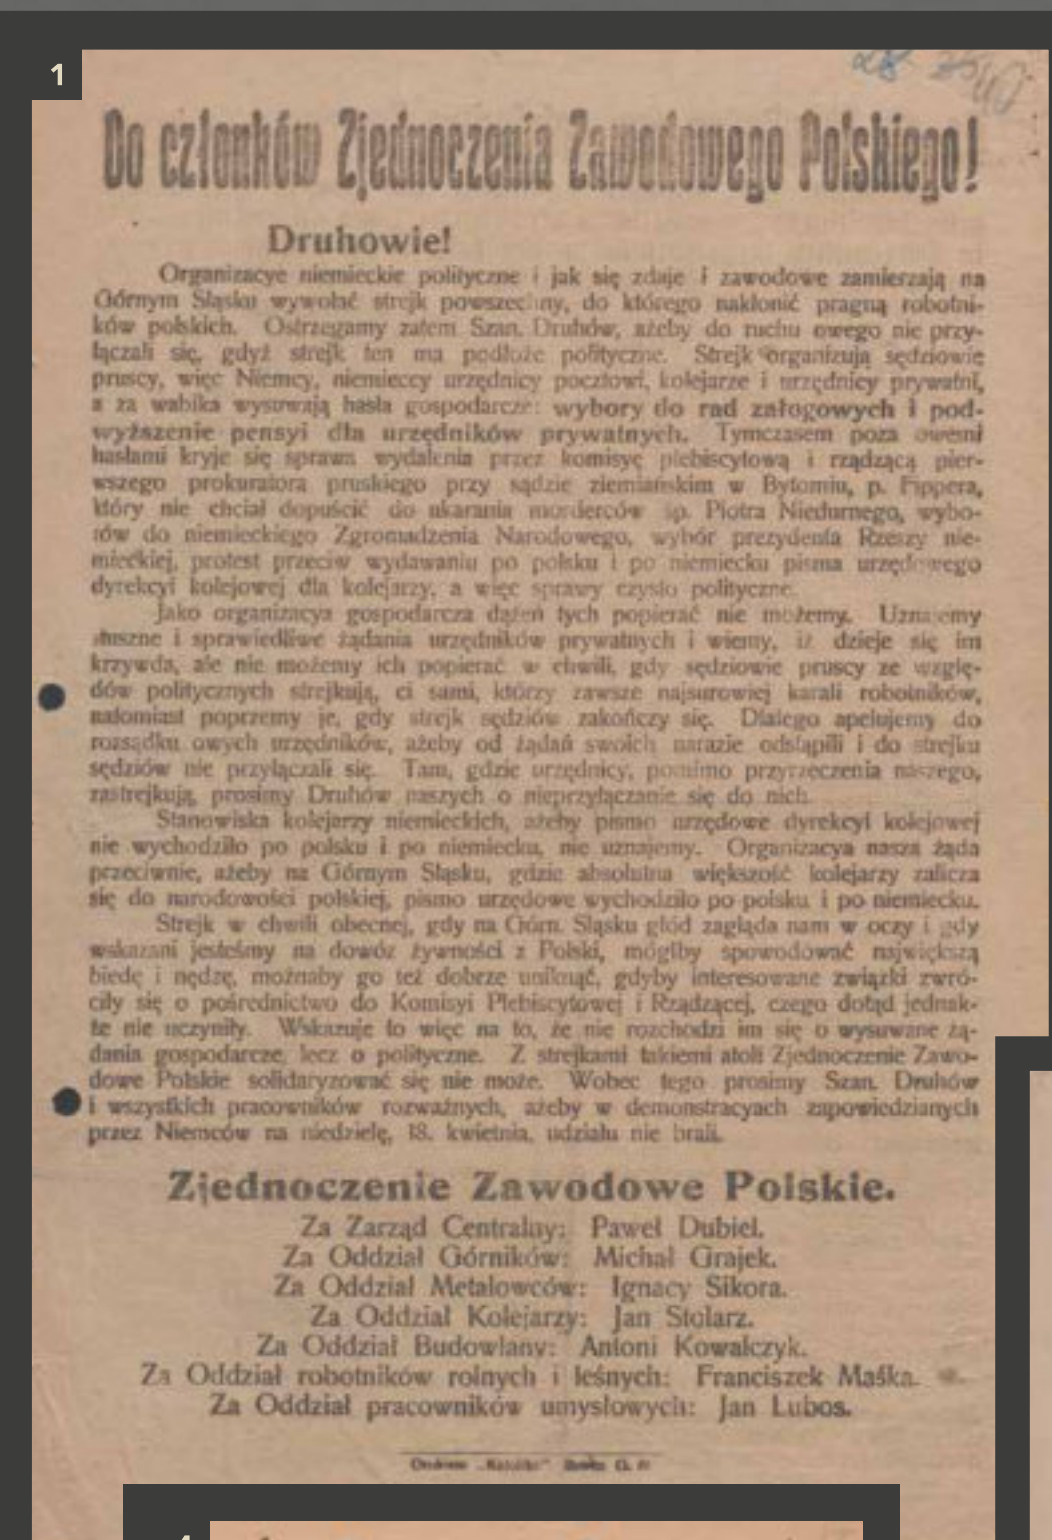 1
28 35 40
Do członków Zjednoczenia Zawodowego Polskiego!
Druhowie!
Organizacye niemieckie polityczne i jak się zdaje i zawodowe zamierzają na
Górnym Sląsku wywołać strejk powszechny, do którego nakłonić pragną robotni-
ków polskich. Ostrzegamy zatem Szan. Druhów, ażeby do ruchu owego nie przy-
łączali się, gdyż strejk ten ma podłoże polityczne. Strejk organizują sędziowie
pruscy, więc Niemcy, niemieccy urzędnicy pocztowi, kolejarze i urzędnicy prywatni,
a za wabika wysuwają hasła gospodarcze: wybory do rad załogowych i pod-
wyższenie pensyi dla urzędników prywatnych. Tymczasem poza owemi
hasłami kryje się sprawa wydalenia przez komisyę plebiscytową i rządzącą pier-
wszego prokuratora pruskiego przy sądzie ziemiańskim w Bytomiu, p. Fippera,
który nie chciał dopuścić do ukarania morderców śp. Piotra Niedurnego, wybo-
rów do niemieckiego Zgromadzenia Narodowego, wybór prezydenta Rzeszy nie-
mieckiej, protest przeciw wydawaniu po polsku i po niemiecku pisma urzędowego
dyrekcyi kolejowej dla kolejarzy, a więc sprawy czysto polityczne.
Jako organizacya gospodarcza dążeń tych popierać nie możemy. Uznajemy
słuszne i sprawiedliwe żądania urzędników prywatnych i wiemy, iż dzieje się im
krzywda, ale nie możemy ich popierać w chwili, gdy sędziowie pruscy ze wzglę-
dów politycznych strejkują, ci sami, którzy zawsze najsurowiej karali robotników,
natomiast poprzemy je, gdy strejk sędziów zakończy się. Dlatego apelujemy do
rozsądku owych urzędników, ażeby od żądań swoich narazie odstąpili i do strejku
sędziów nie przyłączali się. Tam, gdzie urzędnicy, pomimo przyrzeczenia naszego,
zastrejkują, prosimy Druhów naszych o nieprzyłączanie się do nich.
Stanowiska kolejarzy niemieckich, ażeby pismo urzędowe dyrekcyi kolejowej
nie wychodziło po polsku i po niemiecku, nie uznajemy. Organizacya nasza żąda
przeciwnie, ażeby na Górnym Sląsku, gdzie absolutna większość kolejarzy zalicza
się do narodowości polskiej, pismo urzędowe wychodziło po polsku i po niemiecku.
Strejk w chwili obecnej, gdy na Górn. Sląsku głód zagląda nam w oczy i gdy
wskazani jesteśmy na dowóz żywności z Polski, mógłby spowodować największą
biedę i nędzę, możnaby go też dobrze uniknąć, gdyby interesowane związki zwró-
ciły się o pośrednictwo do Komisyi Plebiscytowej i Rządzącej, czego dotąd jednak-
że nie uczyniły. Wskazuje to więc na to, że nie rozchodzi im się o wysuwane żą-
dania gospodarcze, lecz o polityczne. Z strejkami takiemi atoli Zjednoczenie Zawo-
dowe Polskie solidaryzować się nie może. Wobec tego prosimy Szan. Druhów
i wszystkich pracowników rozważnych, ażeby w demonstracyach zapowiedzianych
przez Niemców na niedzielę, 18. kwietnia, udziału nie brali.
Zjednoczenie Zawodowe Polskie.
Za Zarząd Centralny: Paweł Dubiel.
Za Oddział Górników: Michał Grajek.
Za Oddział Metalowców: Ignacy Sikora.
Za Oddział Kolejarzy: Jan Stolarz.
Za Oddział Budowlany: Antoni Kowalczyk.
Za Oddział robotników rolnych i leśnych: Franciszek Maśka.
Za Oddział pracowników umysłowych: Jan Lubos.